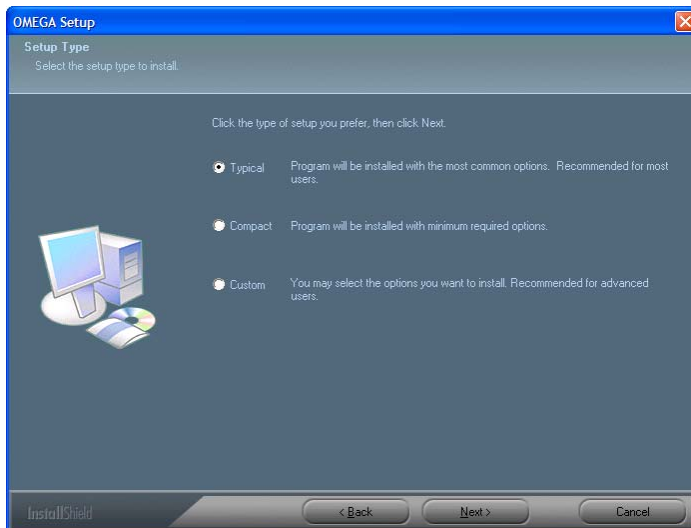 OMEGA Setup
Setup Type
Select the setup type to install.
Click the type of setup you prefer, then click Next.
Typical
Program will be installed with the most common options. Recommended for most
users.
Compact
Program will be installed with minimum required options.
Custom
You may select the options you want to install. Recommended for advanced
users.
InstallShield
< Back
Next >
Cancel